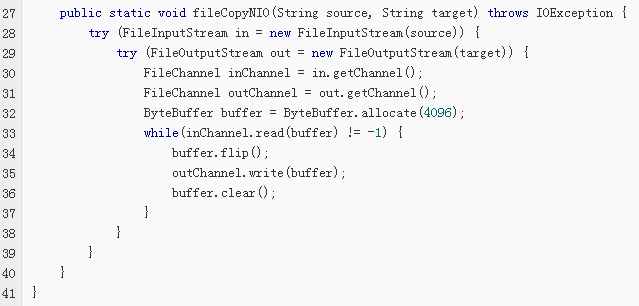 27 public static void fileCopyNIO(String source, String target) throws IOException {
28 try (FileInputStream in = new FileInputStream(source)) {
29 try (FileOutputStream out = new FileOutputStream(target)) {
30 FileChannel inChannel = in.getChannel();
31 FileChannel outChannel = out.getChannel();
32 ByteBuffer buffer = ByteBuffer.allocate(4096);
33 while(inChannel.read(buffer) != -1) {
34 buffer.flip();
35 outChannel.write(buffer);
36 buffer.clear();
37 }
38 }
39 }
40 }
41 }